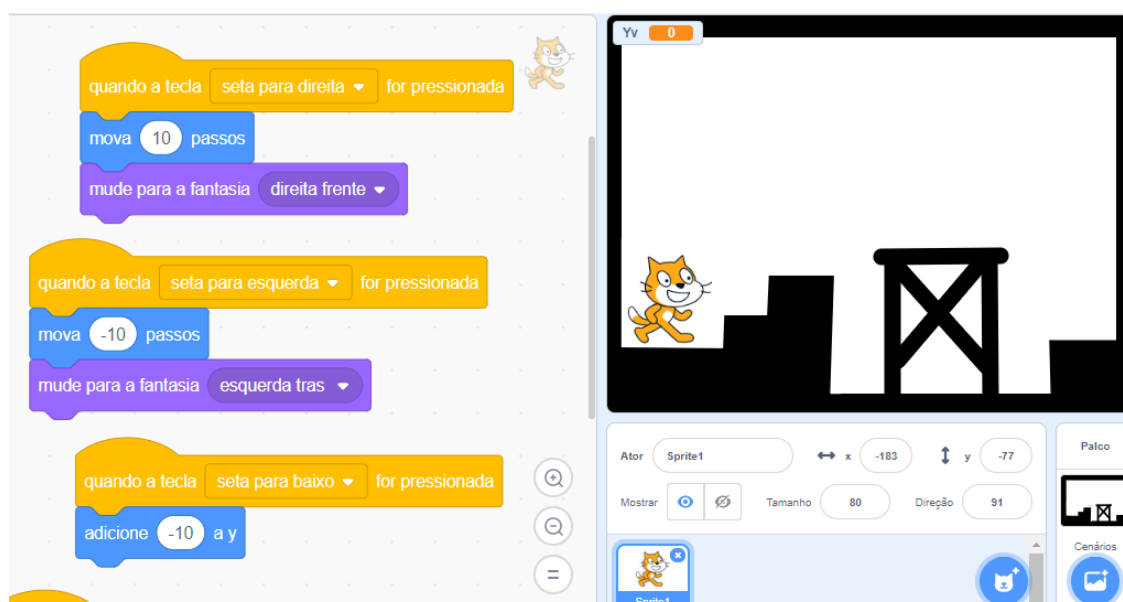 quando a tecla seta para direita for pressionada
mova 10 passos
mude para a fantasia direita frente
quando a tecla seta para esquerda for pressionada
mova -10 passos
mude para a fantasia esquerda tras
quando a tecla seta para baixo for pressionada
adicione -10 a y
Yv 0
Ator Sprite1 x -183 y -77
Mostrar Tamanho 80 Direção 91
Sprite1
Palco
Cenários